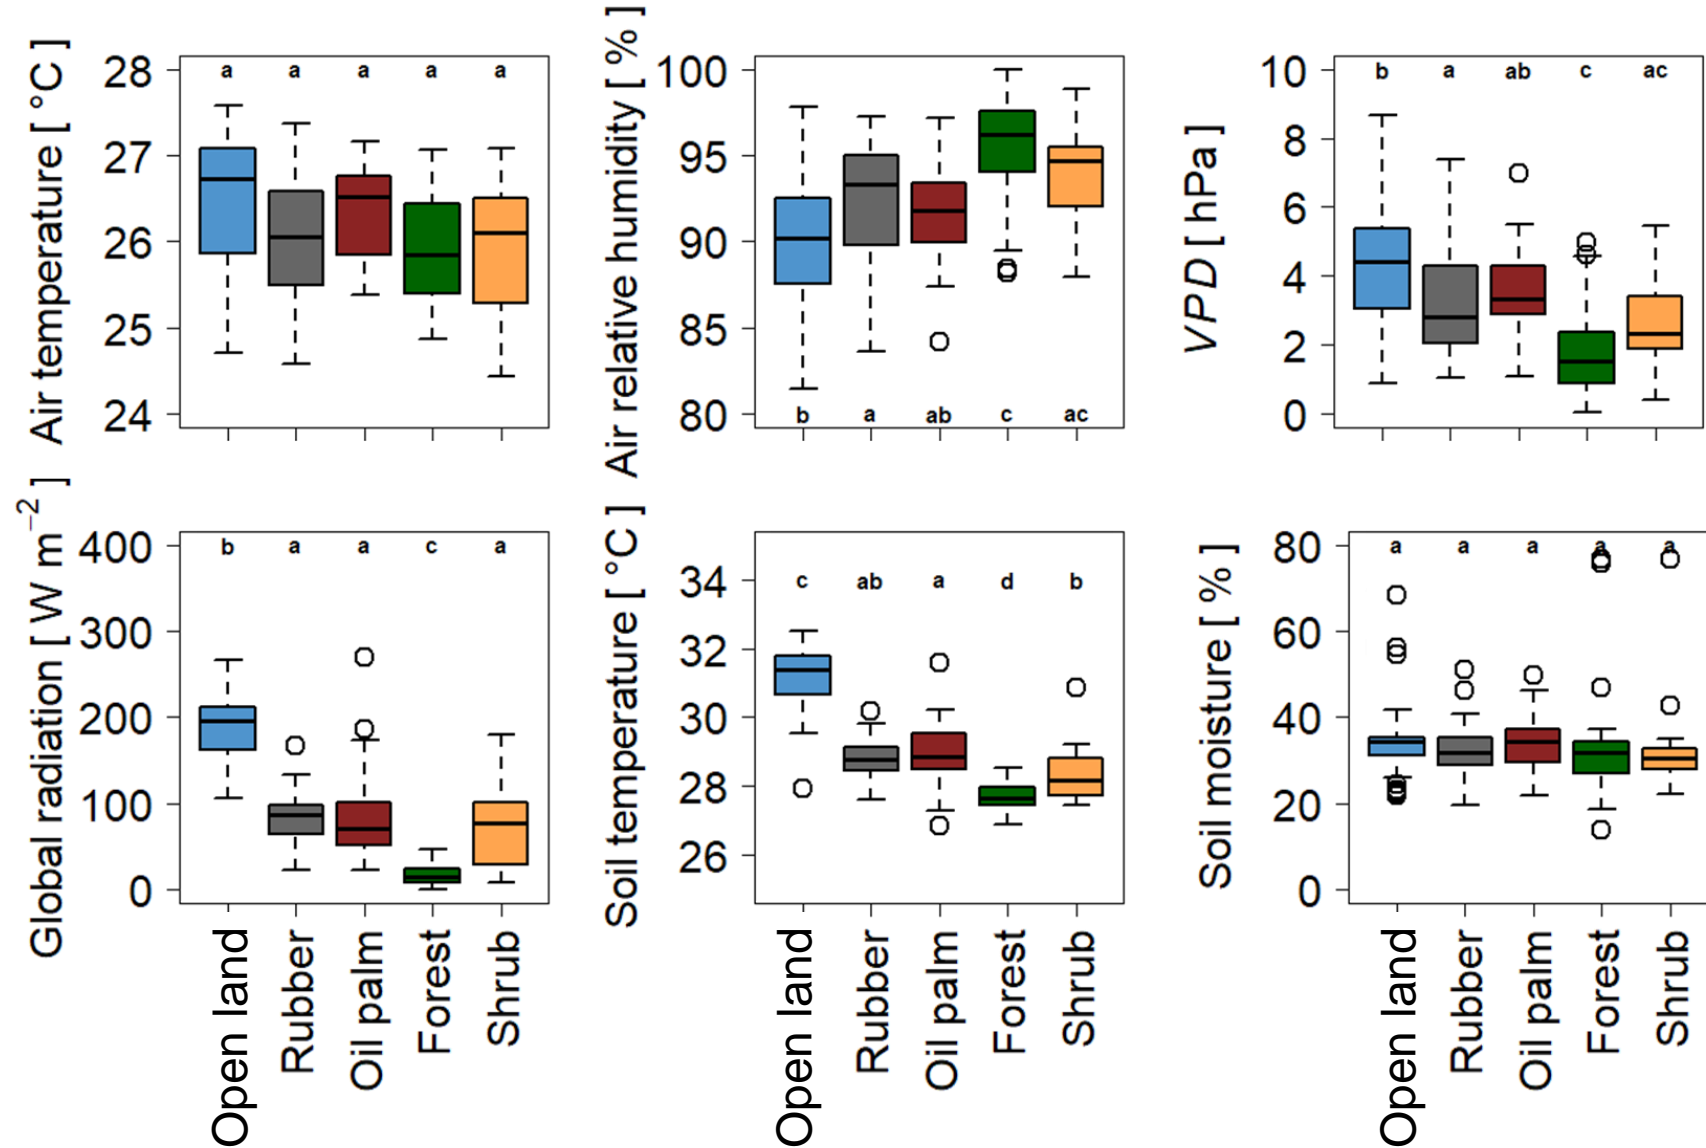 Air temperature [ °C ]
28
27
26
25
24
a a a a a
Air relative humidity [ % ]
100
95
90
85
80
b a ab c ac
VPD [ hPa ]
10
8
6
4
2
0
b a ab c ac
Global radiation [ W m−2 ]
400
300
200
100
0
b a a c a
Open land
Rubber
Oil palm
Forest
Shrub
Soil temperature [ °C ]
34
32
30
28
26
c ab a d b
Open land
Rubber
Oil palm
Forest
Shrub
Soil moisture [ % ]
80
60
40
20
0
a a a a a
Open land
Rubber
Oil palm
Forest
Shrub